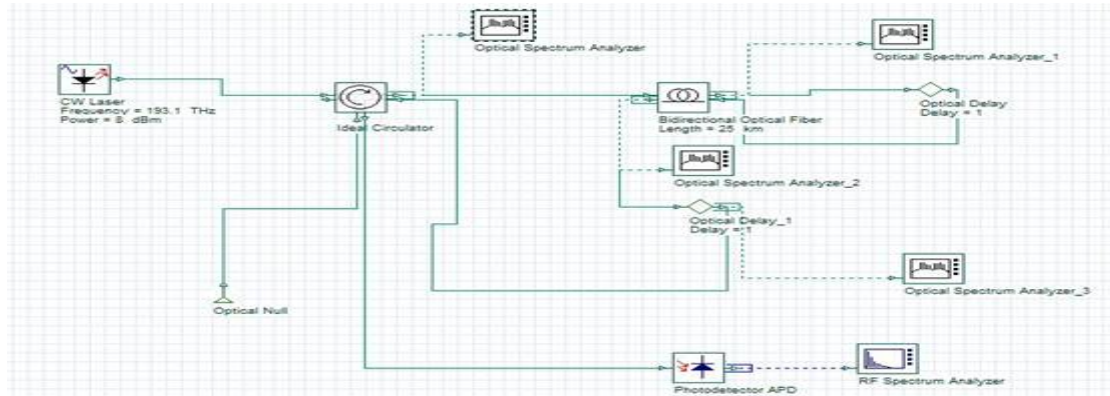 Optical Spectrum Analyzer
Optical Spectrum Analyzer_1
CW Laser
Frequency = 193.1 THz
Power = 8 dBm
Ideal Circulator
Bidirectional Optical Fiber
Length = 25 km
Optical Delay
Delay = 1
Optical Spectrum Analyzer_2
Optical Delay_1
Delay = 1
Optical Spectrum Analyzer_3
Optical Null
Photodetector APD
RF Spectrum Analyzer